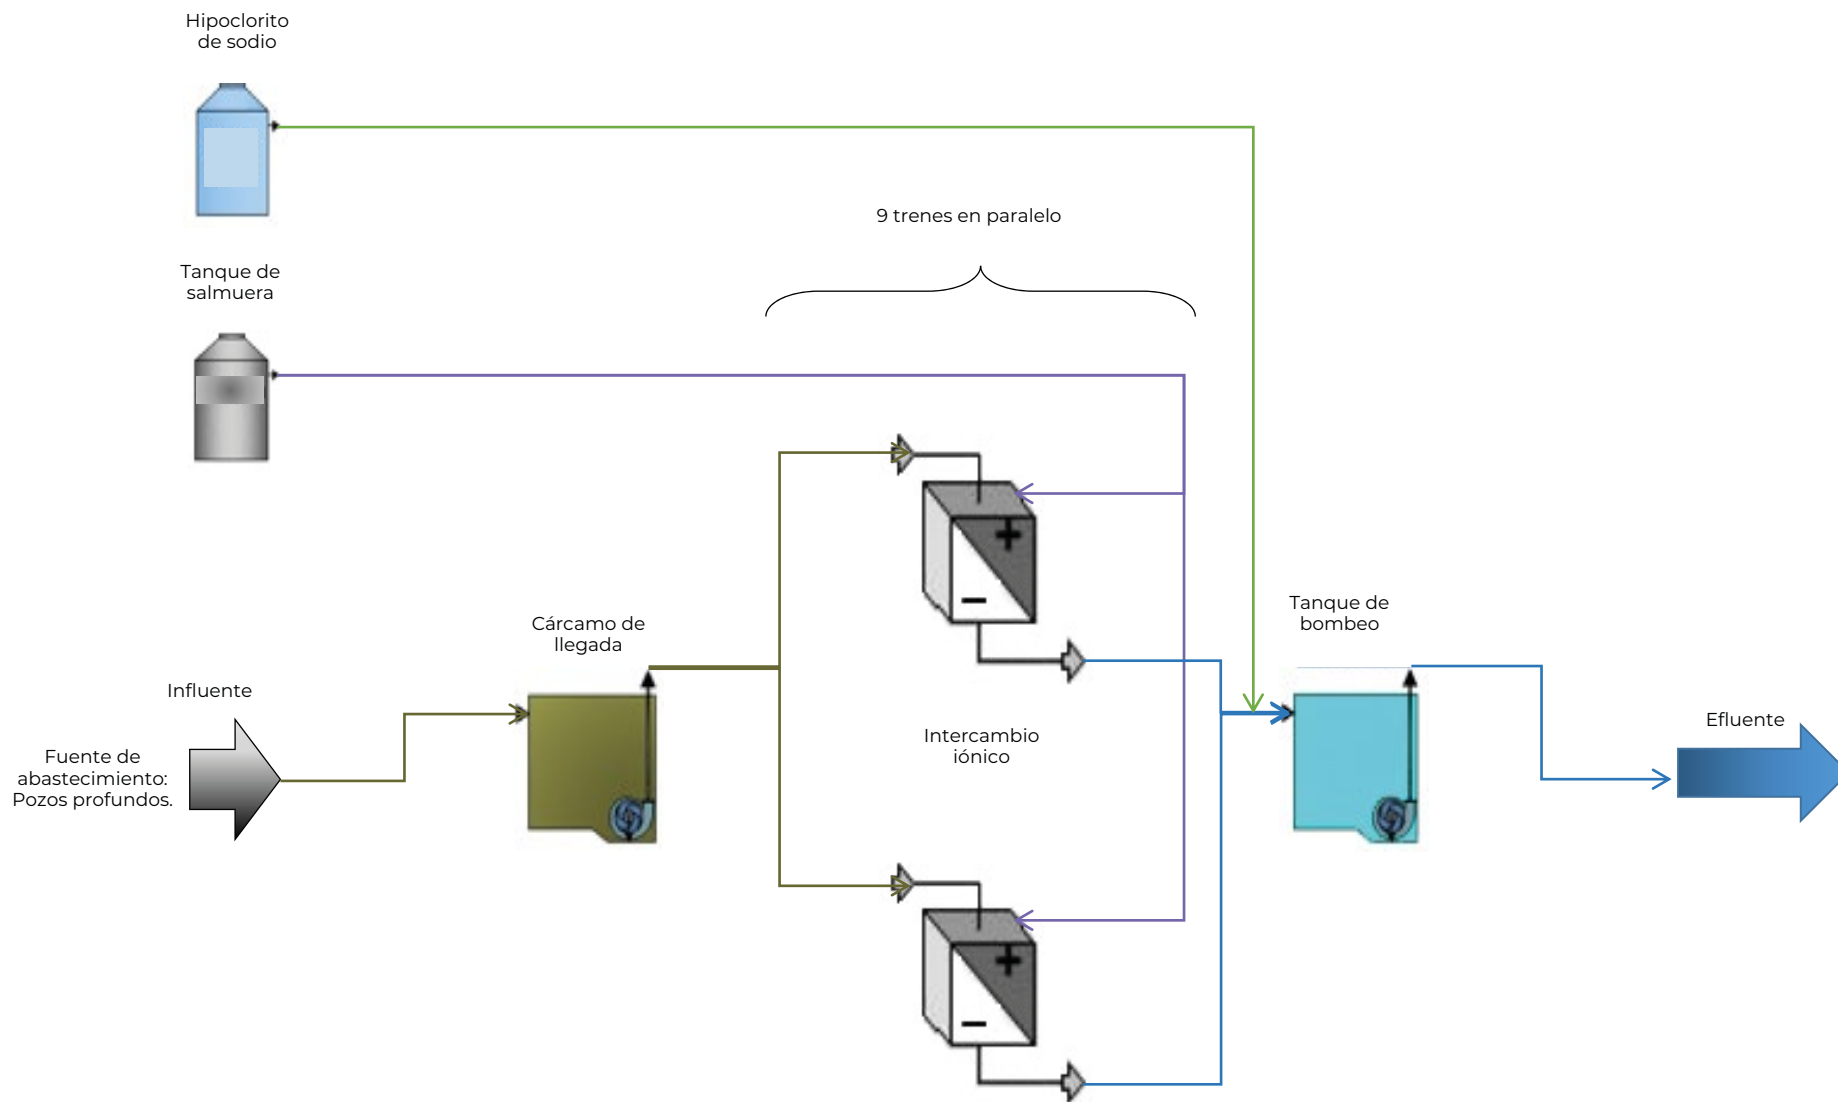 Hipoclorito
de sodio
9 trenes en paralelo
Tanque de
salmuera
Tanque de
bombeo
Cárcamo de
llegada
Influente
Efluente
Intercambio
iónico
Fuente de
abastecimiento:
Pozos profundos.
+
−
+
−